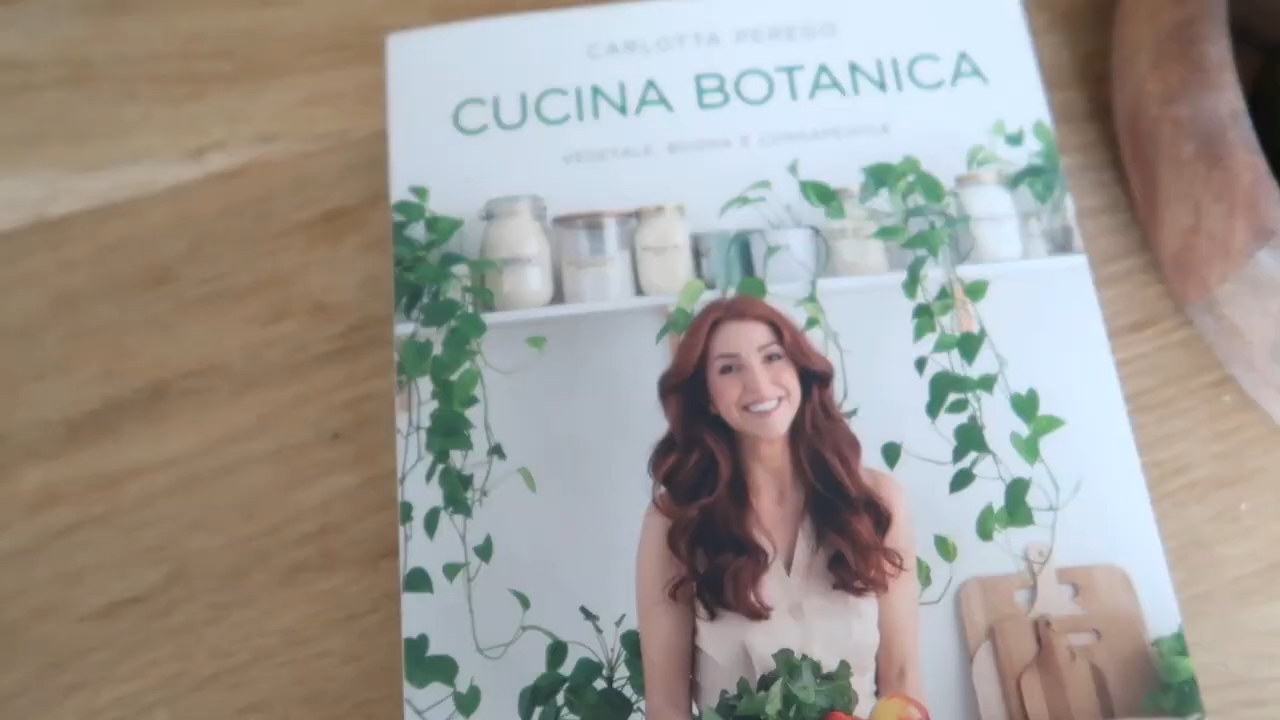 CARLOTTA PEREGO
CUCINA BOTANICA
VEGETALE, BUONA E CONSAPEVOLE